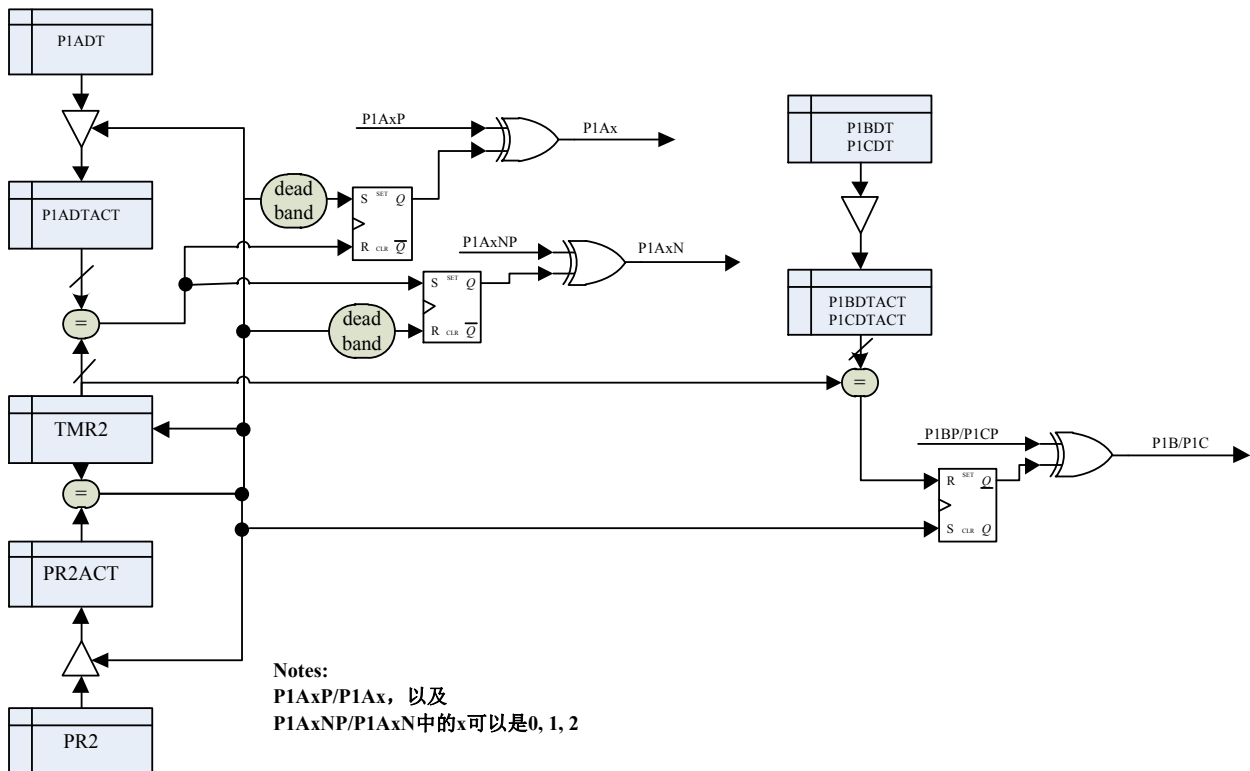 P1ADT
P1ADTACT
=
TMR2
=
PR2ACT
PR2
P1AxP
P1Ax
dead
band
S SET Q
R CLR Q
P1AxNP
P1AxN
S SET Q
R CLR Q
dead
band
P1BDT
P1CDT
P1BDTACT
P1CDTACT
=
P1BP/P1CP
P1B/P1C
R SET Q
S CLR Q
Notes:
P1AxP/P1Ax，以及
P1AxNP/P1AxN中的x可以是0, 1, 2